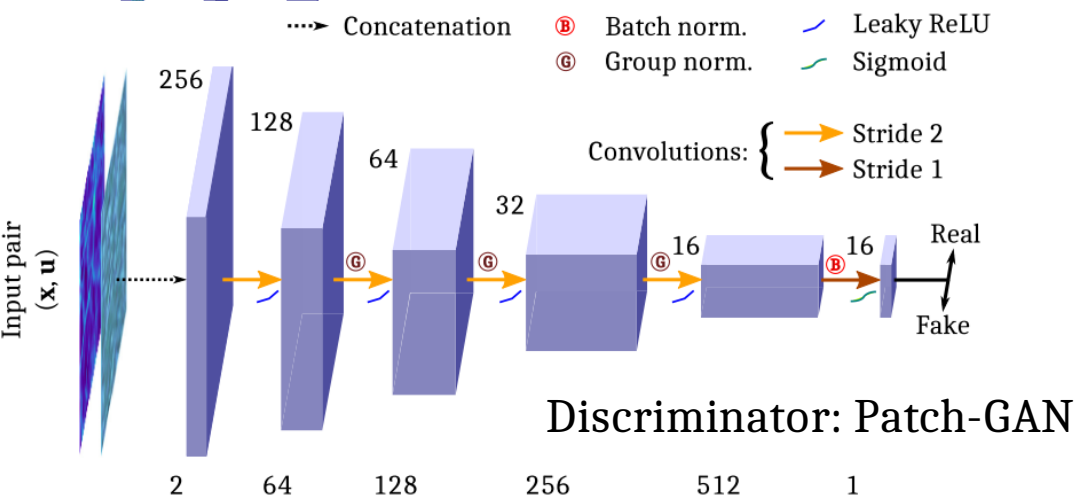 Concatenation
Ⓑ Batch norm.
Leaky ReLU
Ⓖ Group norm.
Sigmoid
Convolutions: {
Stride 2
Stride 1
Input pair
(x, u)
256
128
64
32
16
16
Ⓖ
Ⓖ
Ⓖ
Ⓑ
Real
Fake
Discriminator: Patch-GAN
2 64 128 256 512 1